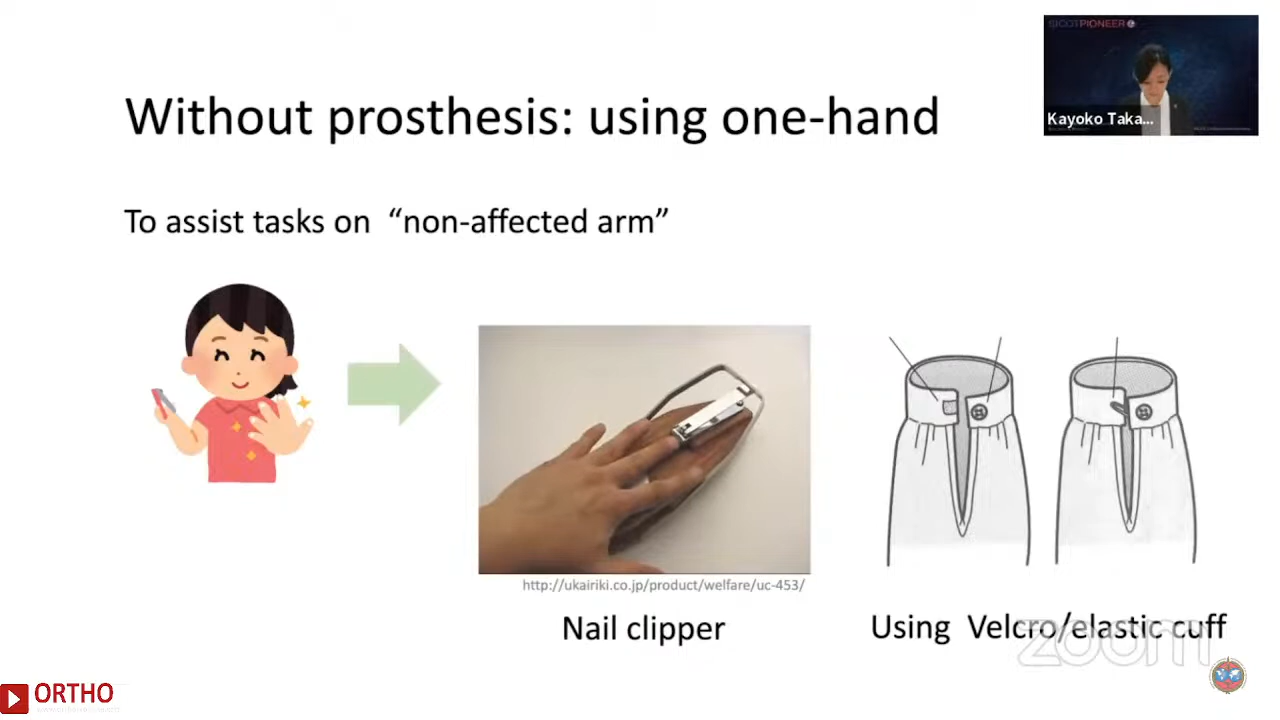 SICOTPIONEER
Without prosthesis: using one-hand
Kayoko Taka...
To assist tasks on “non-affected arm”
http://ukairiki.co.jp/product/welfare/uc-453/
Nail clipper
Using Velcro/elastic cuff
zoom
ORTHO